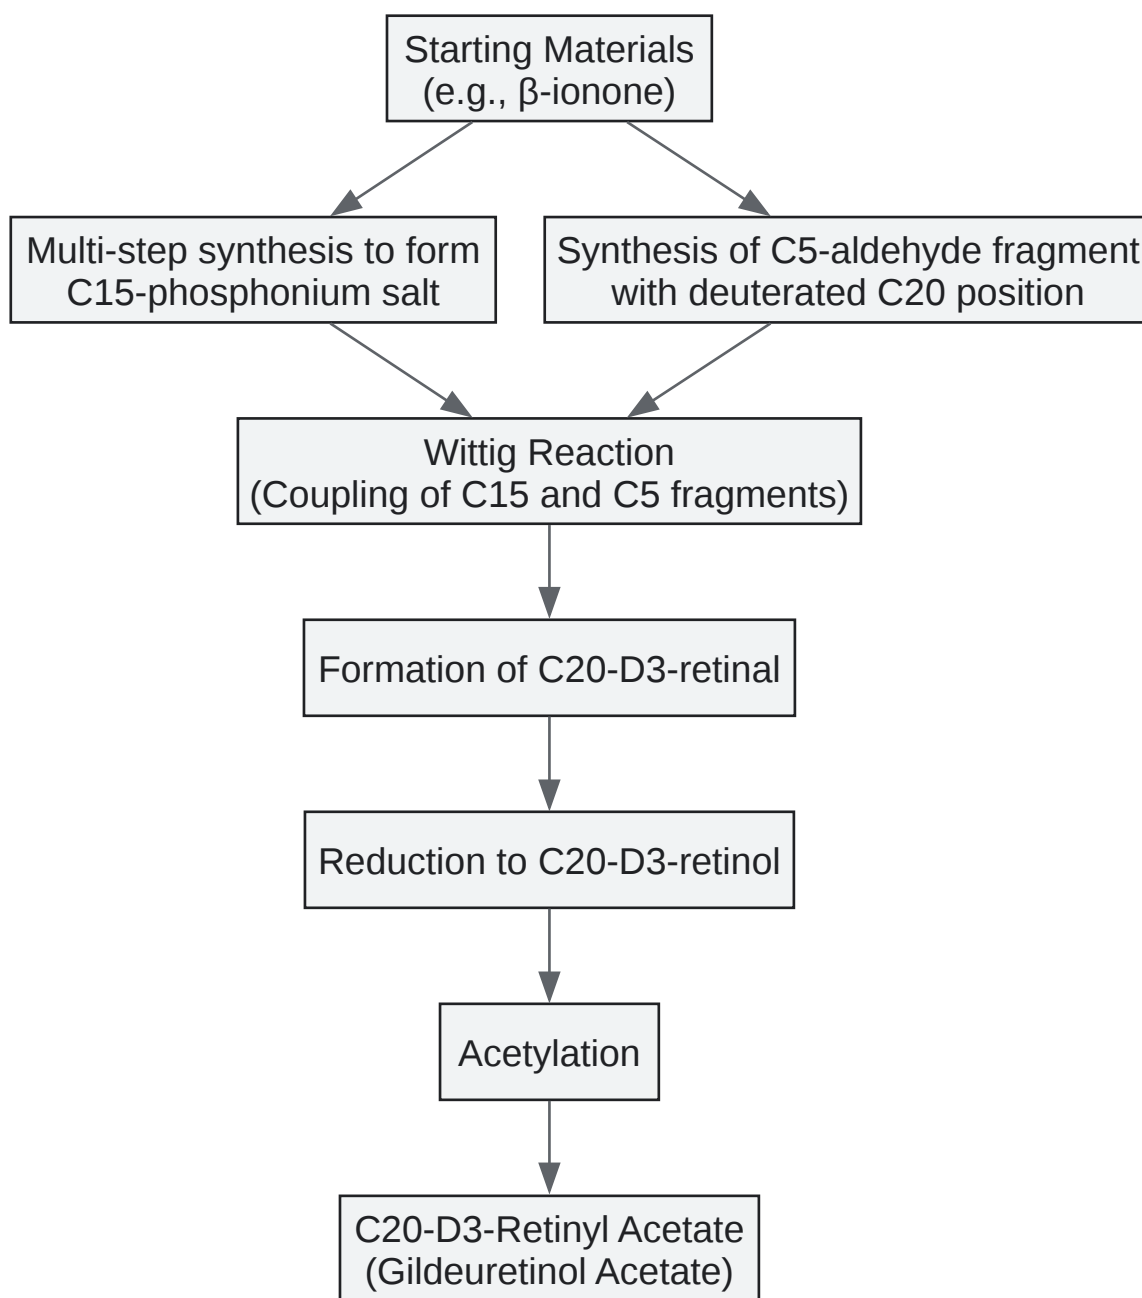 Starting Materials
(e.g., β-ionone)
Multi-step synthesis to form
C15-phosphonium salt
Synthesis of C5-aldehyde fragment
with deuterated C20 position
Wittig Reaction
(Coupling of C15 and C5 fragments)
Formation of C20-D3-retinal
Reduction to C20-D3-retinol
Acetylation
C20-D3-Retinyl Acetate
(Gildeuretinol Acetate)